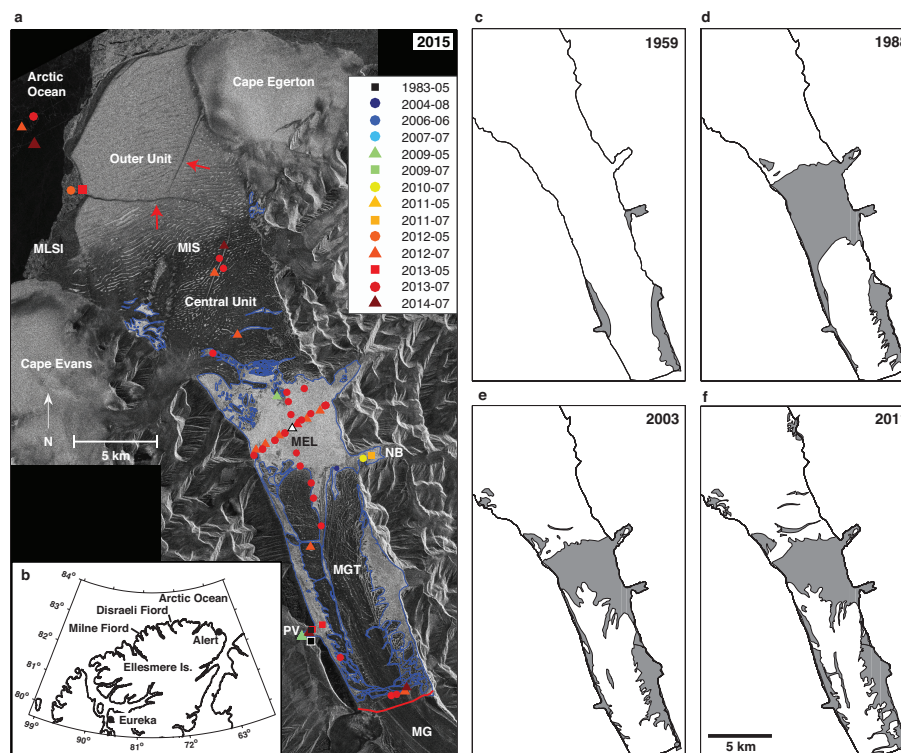 a
2015
Arctic
Ocean
Cape Egerton
Outer Unit
MLSI
MIS
Central Unit
Cape Evans
N
5 km
MEL
NB
MGT
PV
MG
1983-05
2004-08
2006-06
2007-07
2009-05
2009-07
2010-07
2011-05
2011-07
2012-05
2012-07
2013-05
2013-07
2014-07
b
84°
83°
82°
81°
80°
99°
90°
81°
72°
63°
Arctic Ocean
Disraeli Fiord
Milne Fiord
Alert
Ellesmere Is.
Eureka
c
1959
d
198
e
2003
f
201
5 km